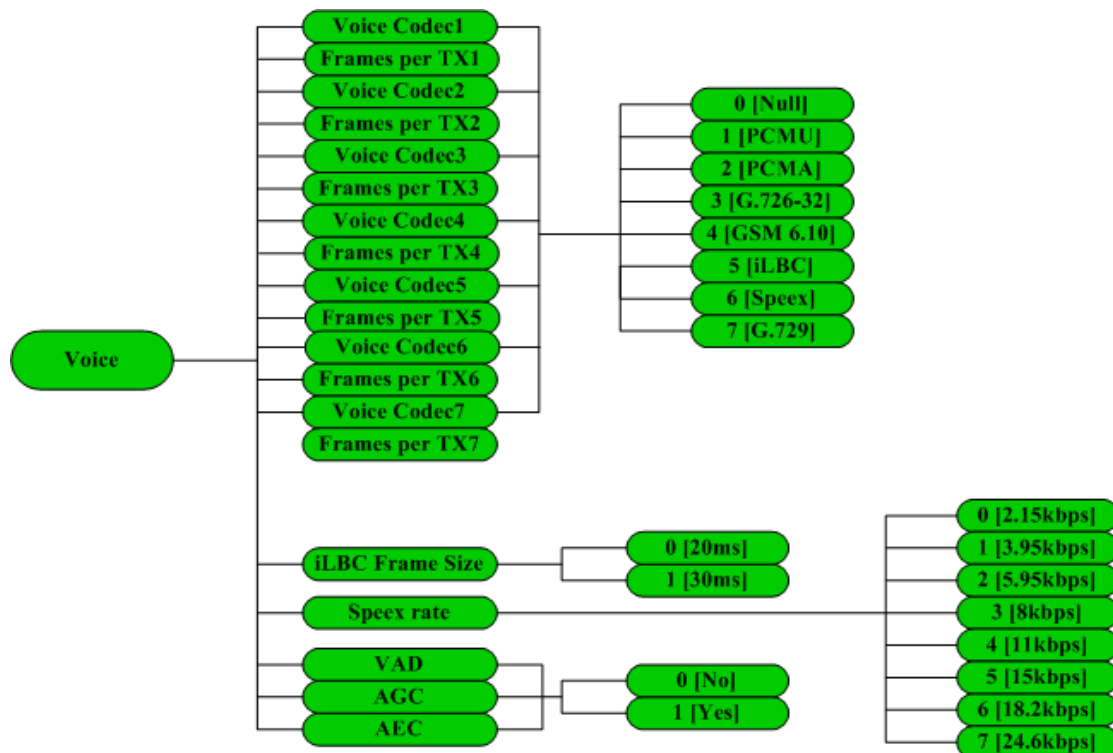 Voice
Voice Codec1
Frames per TX1
Voice Codec2
Frames per TX2
Voice Codec3
Frames per TX3
Voice Codec4
Frames per TX4
Voice Codec5
Frames per TX5
Voice Codec6
Frames per TX6
Voice Codec7
Frames per TX7
0 [Null]
1 [PCMU]
2 [PCMA]
3 [G.726-32]
4 [GSM 6.10]
5 [iLBC]
6 [Speex]
7 [G.729]
iLBC Frame Size
0 [20ms]
1 [30ms]
Speex rate
0 [2.15kbps]
1 [3.95kbps]
2 [5.95kbps]
3 [8kbps]
4 [11kbps]
5 [15kbps]
6 [18.2kbps]
7 [24.6kbps]
VAD
AGC
AEC
0 [No]
1 [Yes]